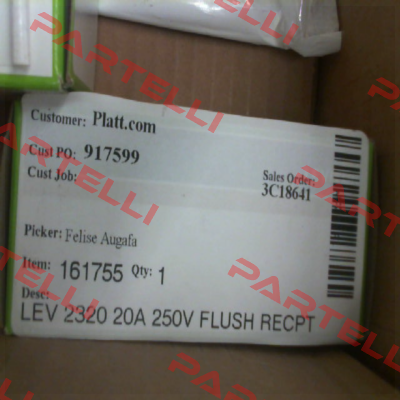 Customer: Platt.com
Cust PO: 917599
Cust Job:
Sales Order:
3C18641
Picker: Felise Augafa
Item: 161755 Qty: 1
Desc:
LEV 2320 20A 250V FLUSH RECPT
PARTELLI
PARTELLI
PARTELLI
PARTELLI
PARTELLI